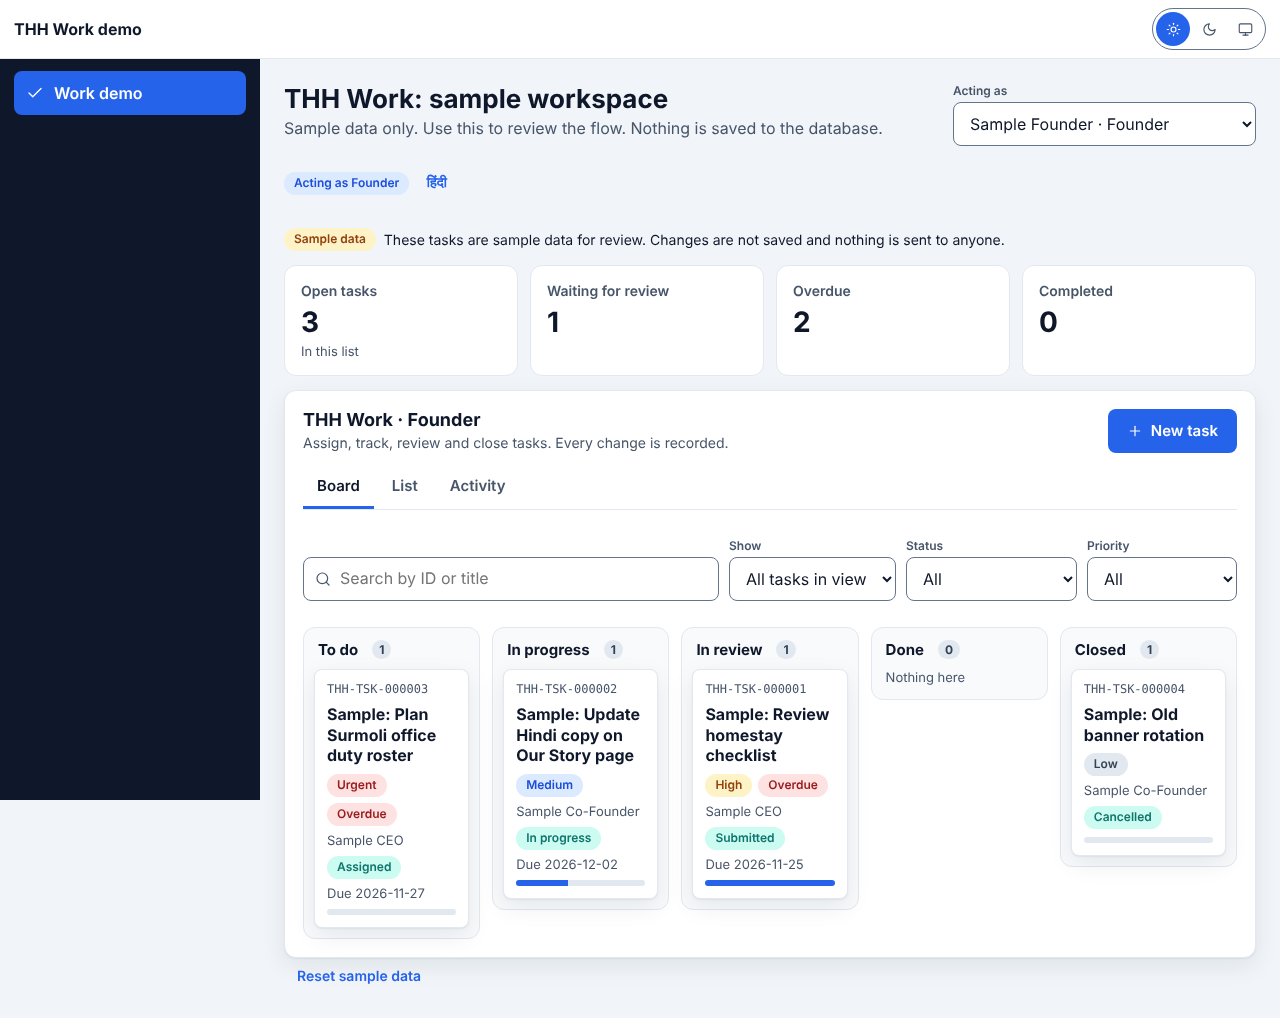 THH Work demo
Work demo
THH Work: sample workspace
Sample data only. Use this to review the flow. Nothing is saved to the database.
Acting as
Sample Founder · Founder
Acting as Founder
हिंदी
Sample data
These tasks are sample data for review. Changes are not saved and nothing is sent to anyone.
Open tasks
3
In this list
Waiting for review
1
Overdue
2
Completed
0
THH Work · Founder
Assign, track, review and close tasks. Every change is recorded.
New task
Board
List
Activity
Search by ID or title
Show
All tasks in view
Status
All
Priority
All
To do 1
THH-TSK-000003
Sample: Plan
Surmoli office
duty roster
Urgent
Overdue
Sample CEO
Assigned
Due 2026-11-27
In progress 1
THH-TSK-000002
Sample: Update
Hindi copy on
Our Story page
Medium
Sample Co-Founder
In progress
Due 2026-12-02
In review 1
THH-TSK-000001
Sample: Review
homestay
checklist
High Overdue
Sample CEO
Submitted
Due 2026-11-25
Done 0
Nothing here
Closed 1
THH-TSK-000004
Sample: Old
banner rotation
Low
Sample Co-Founder
Cancelled
Reset sample data